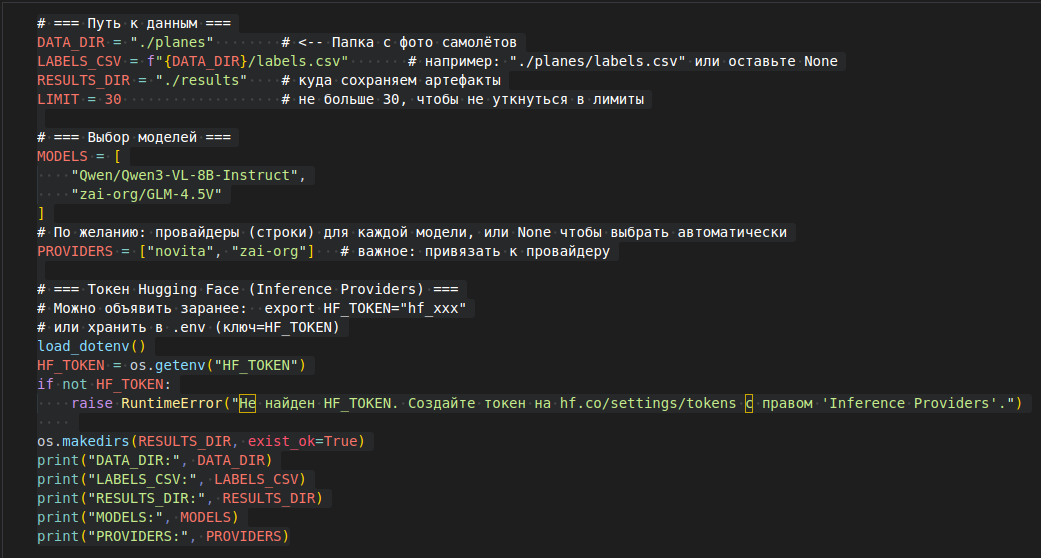 # === Путь к данным ===
DATA_DIR = "./planes"        # <-- Папка с фото самолётов
LABELS_CSV = f"{DATA_DIR}/labels.csv"       # например: "./planes/labels.csv" или оставьте None
RESULTS_DIR = "./results"    # куда сохраняем артефакты
LIMIT = 30                   # не больше 30, чтобы не уткнуться в лимиты

# === Выбор моделей ===
MODELS = [
    "Qwen/Qwen3-VL-8B-Instruct",
    "zai-org/GLM-4.5V"
]
# По желанию: провайдеры (строки) для каждой модели, или None чтобы выбрать автоматически
PROVIDERS = ["novita", "zai-org"]   # важное: привязать к провайдеру

# === Токен Hugging Face (Inference Providers) ===
# Можно объявить заранее:  export HF_TOKEN="hf_xxx"
# или хранить в .env (ключ=HF_TOKEN)
load_dotenv()
HF_TOKEN = os.getenv("HF_TOKEN")
if not HF_TOKEN:
    raise RuntimeError("Не найден HF_TOKEN. Создайте токен на hf.co/settings/tokens с правом 'Inference Providers'.")

os.makedirs(RESULTS_DIR, exist_ok=True)
print("DATA_DIR:", DATA_DIR)
print("LABELS_CSV:", LABELS_CSV)
print("RESULTS_DIR:", RESULTS_DIR)
print("MODELS:", MODELS)
print("PROVIDERS:", PROVIDERS)